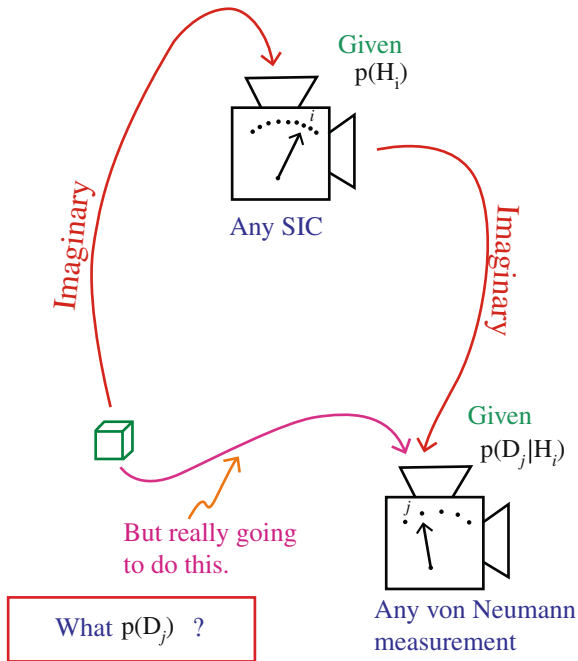 Given
p(H_i)
i
Any SIC
Imaginary
Imaginary
Given
p(D_j|H_i)
j
But really going
to do this.
What p(D_j) ?
Any von Neumann
measurement